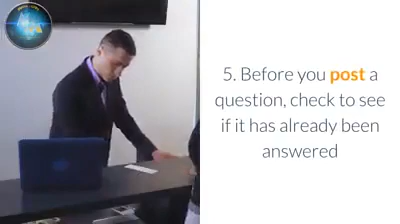 5. Before you post a
question, check to see
if it has already been
answered